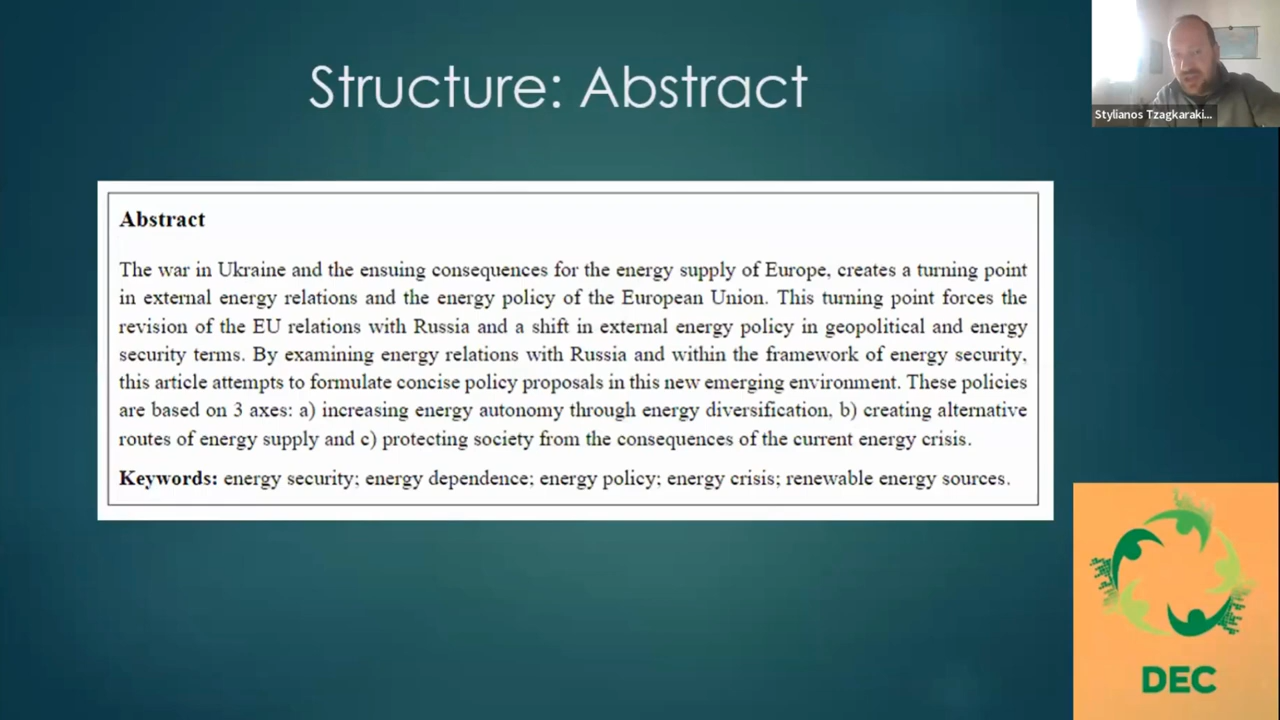 Structure: Abstract
Stylianos Tzagkaraki...
Abstract
The war in Ukraine and the ensuing consequences for the energy supply of Europe, creates a turning point
in external energy relations and the energy policy of the European Union. This turning point forces the
revision of the EU relations with Russia and a shift in external energy policy in geopolitical and energy
security terms. By examining energy relations with Russia and within the framework of energy security,
this article attempts to formulate concise policy proposals in this new emerging environment. These policies
are based on 3 axes: a) increasing energy autonomy through energy diversification, b) creating alternative
routes of energy supply and c) protecting society from the consequences of the current energy crisis.
Keywords: energy security; energy dependence; energy policy; energy crisis; renewable energy sources.
DEC